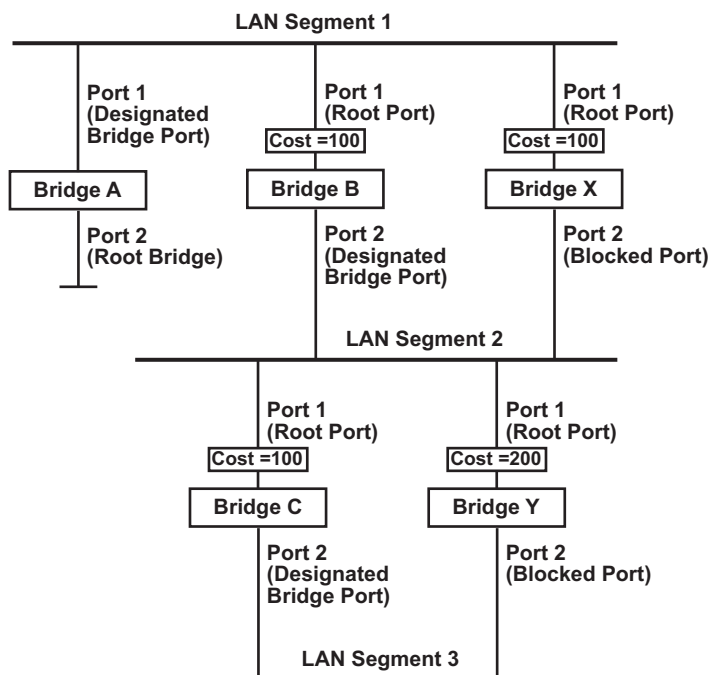 LAN Segment 1
Port 1
(Designated
Bridge Port)
Port 1
(Root Port)
Cost =100
Port 1
(Root Port)
Cost =100
Bridge A
Bridge B
Bridge X
Port 2
(Root Bridge)
Port 2
(Designated
Bridge Port)
Port 2
(Blocked Port)
LAN Segment 2
Port 1
(Root Port)
Cost =100
Port 1
(Root Port)
Cost =200
Bridge C
Bridge Y
Port 2
(Designated
Bridge Port)
Port 2
(Blocked Port)
LAN Segment 3